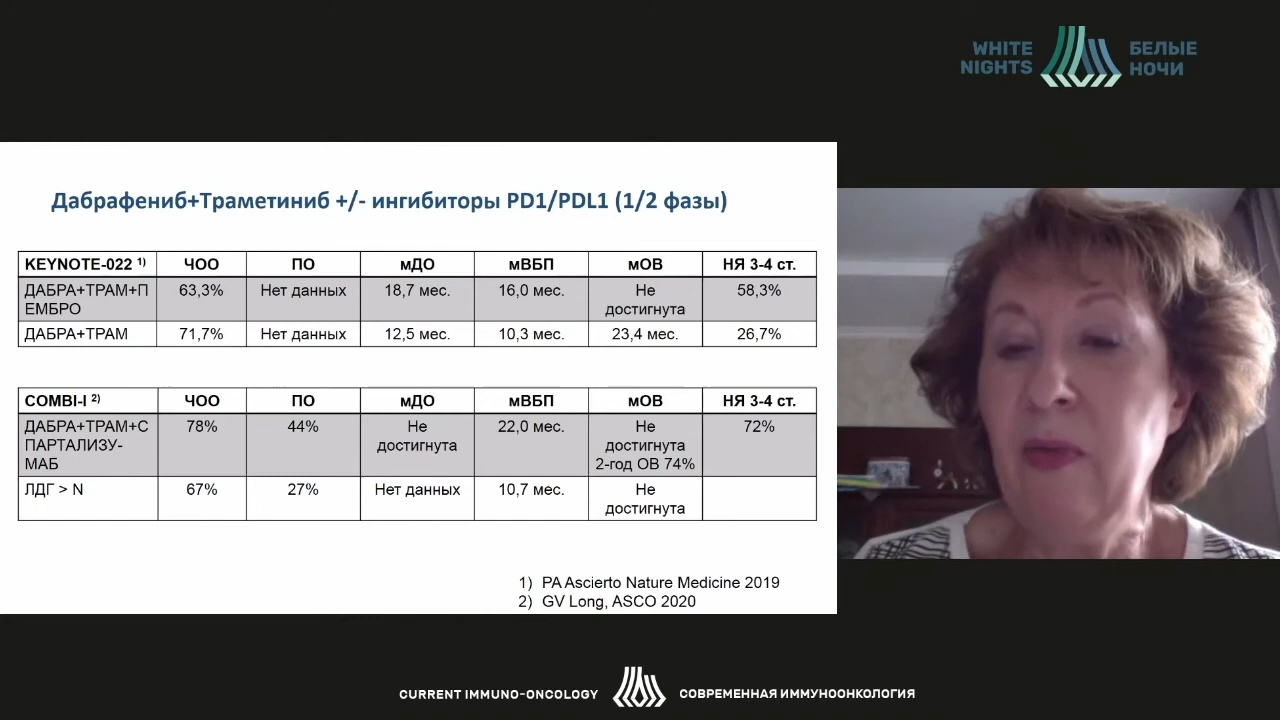 WHITE NIGHTS
БЕЛЫЕ НОЧИ
Дабрафениб+Траметиниб +/- ингибиторы PD1/PDL1 (1/2 фазы)
KEYNOTE-022 1) ЧОО ПО мДО мВБП мОВ НЯ 3-4 ст.
ДАБРА+ТРАМ+П 63,3% Нет данных 18,7 мес. 16,0 мес. Не 58,3%
ЕМБРО достигнута
ДАБРА+ТРАМ 71,7% Нет данных 12,5 мес. 10,3 мес. 23,4 мес. 26,7%
COMBI-I 2) ЧОО ПО мДО мВБП мОВ НЯ 3-4 ст.
ДАБРА+ТРАМ+С 78% 44% Не 22,0 мес. Не 72%
ПАРТАЛИЗУ- достигнута достигнута
МАБ 2-год ОВ 74%
ЛДГ > N 67% 27% Нет данных 10,7 мес. Не
достигнута
1) PA Ascierto Nature Medicine 2019
2) GV Long, ASCO 2020
CURRENT IMMUNO-ONCOLOGY СОВРЕМЕННАЯ ИММУНООНКОЛОГИЯ